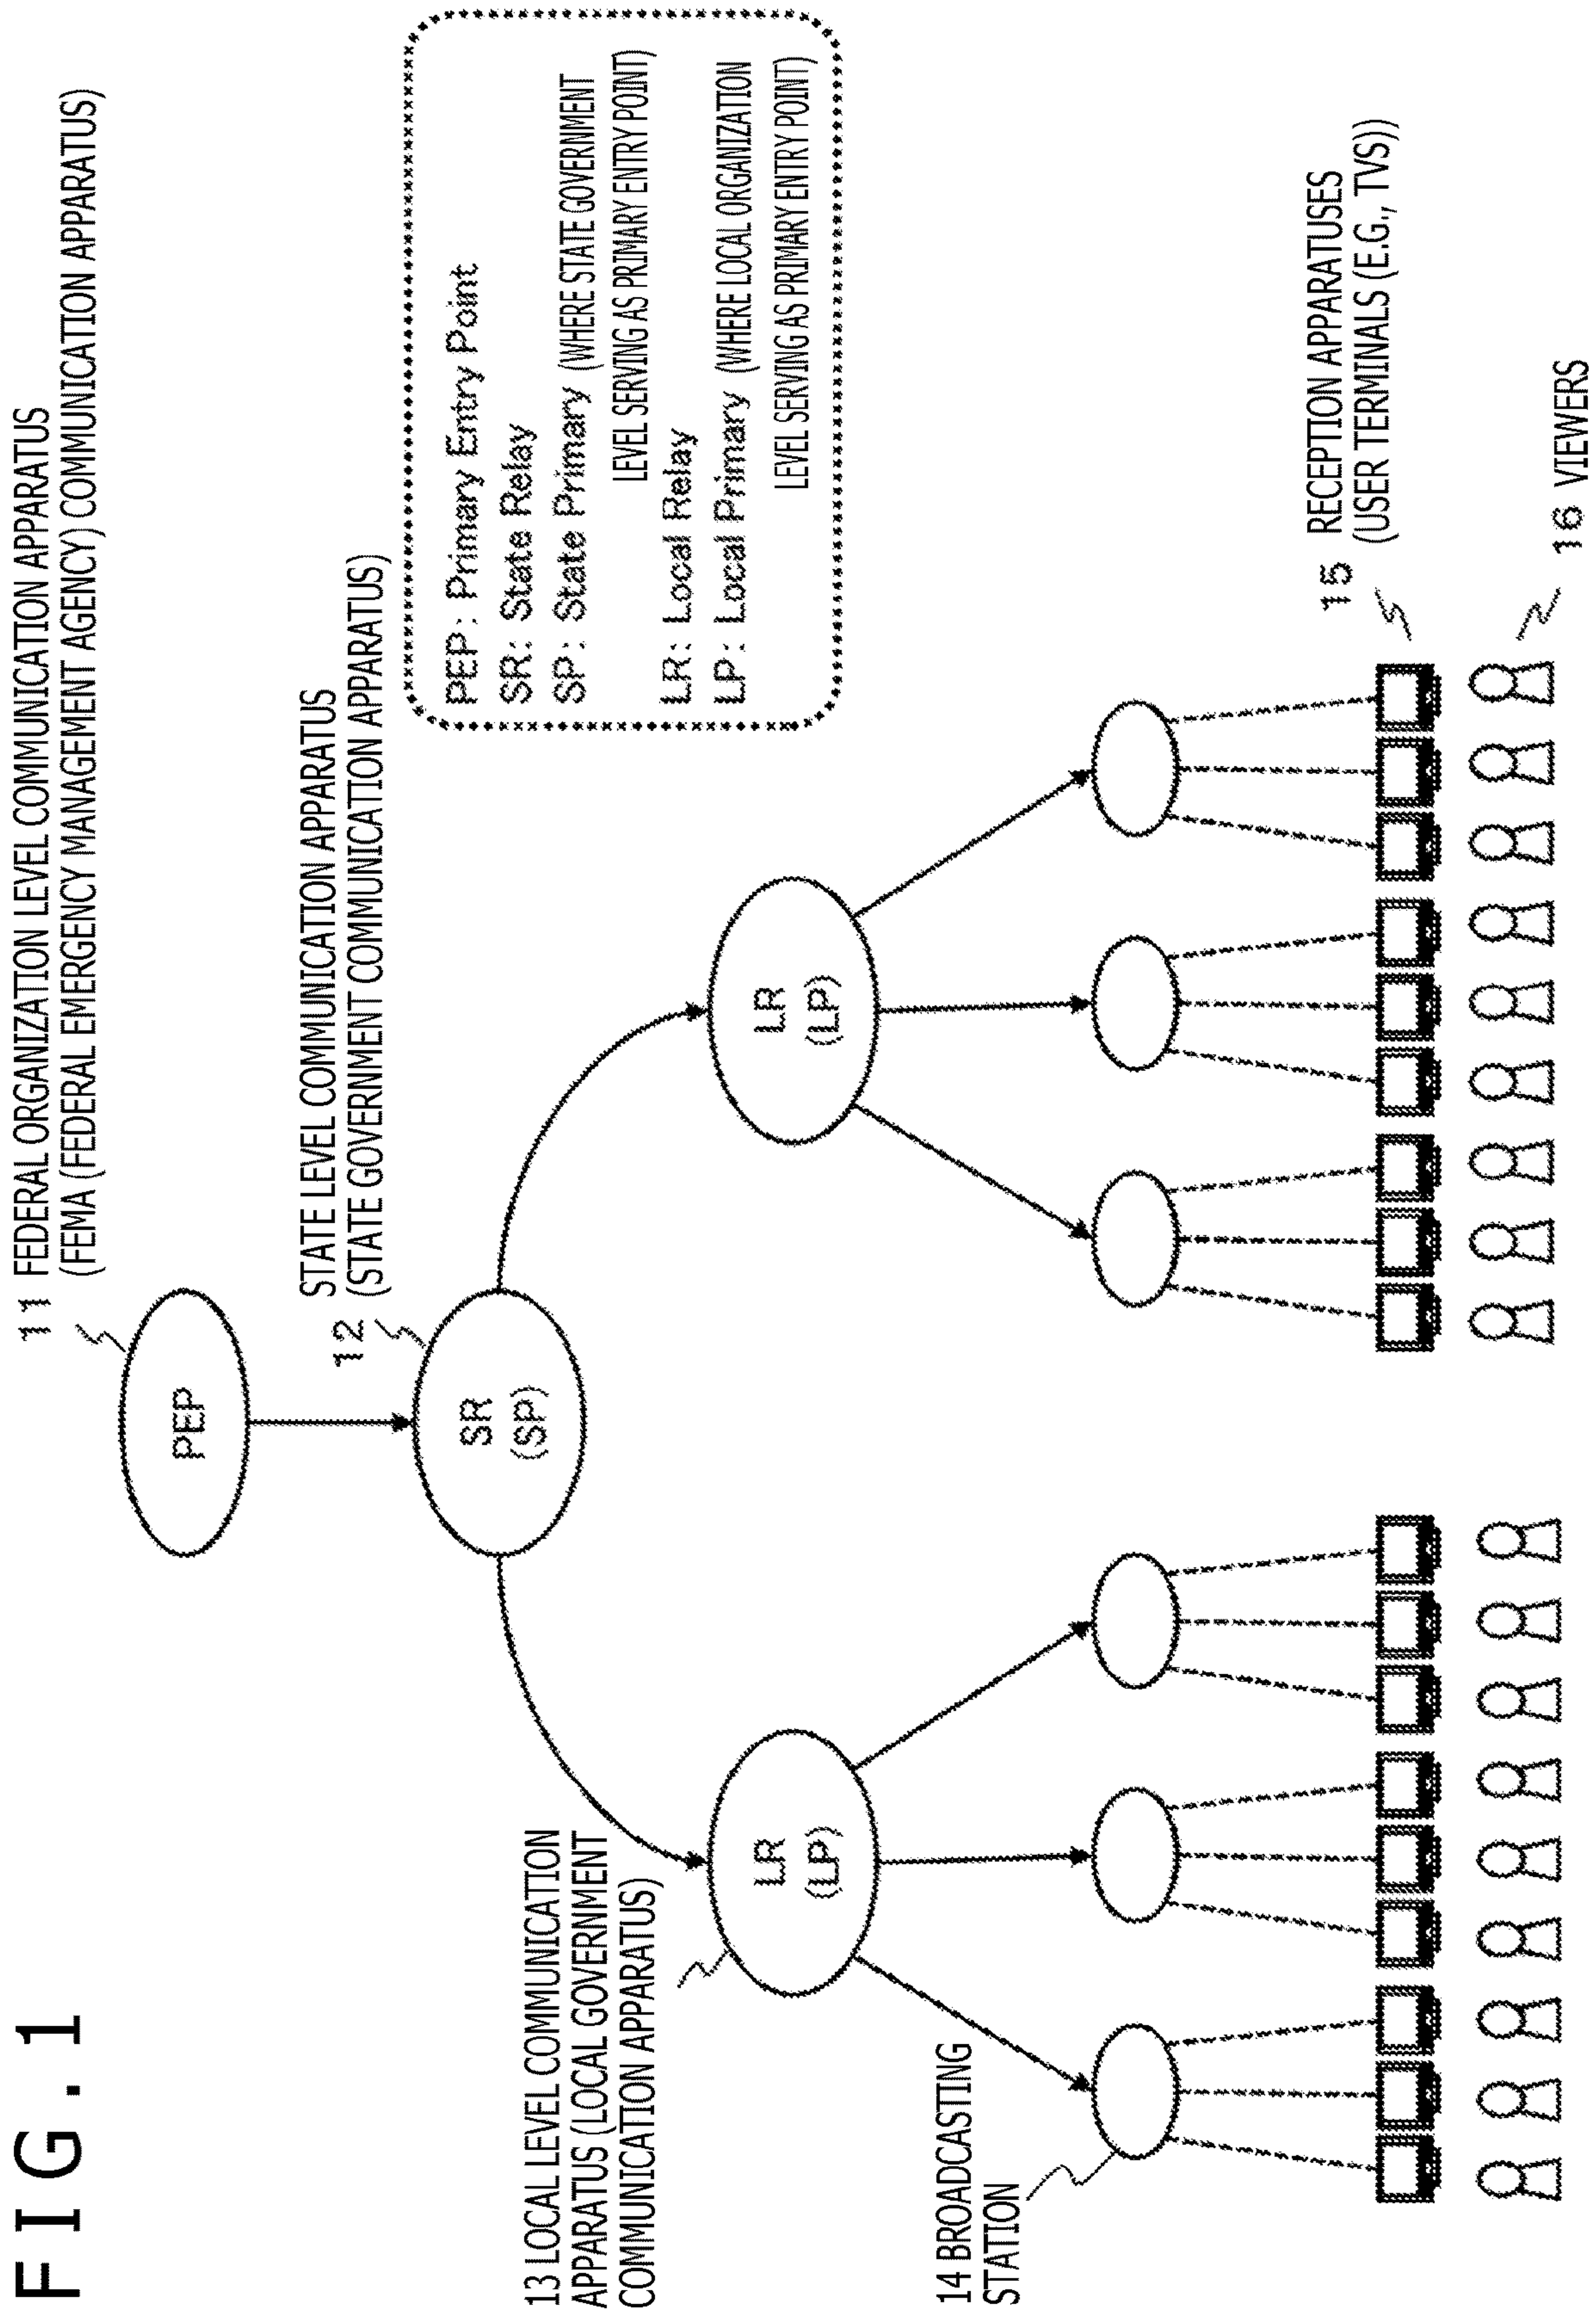 FIG.1
11 FEDERAL ORGANIZATION LEVEL COMMUNICATION APPARATUS
(FEMA (FEDERAL EMERGENCY MANAGEMENT AGENCY) COMMUNICATION APPARATUS)
PEP
12 STATE LEVEL COMMUNICATION APPARATUS
(STATE GOVERNMENT COMMUNICATION APPARATUS)
SR
(SP)
PEP: Primary Entry Point
SR: State Relay
SP: State Primary (WHERE STATE GOVERNMENT
LEVEL SERVING AS PRIMARY ENTRY POINT)
LR: Local Relay
LP: Local Primary (WHERE LOCAL ORGANIZATION
LEVEL SERVING AS PRIMARY ENTRY POINT)
13 LOCAL LEVEL COMMUNICATION
APPARATUS (LOCAL GOVERNMENT
COMMUNICATION APPARATUS)
LR
(LP)
LR
(LP)
14 BROADCASTING
STATION
15 RECEPTION APPARATUSES
(USER TERMINALS (E.G., TVS))
16 VIEWERS